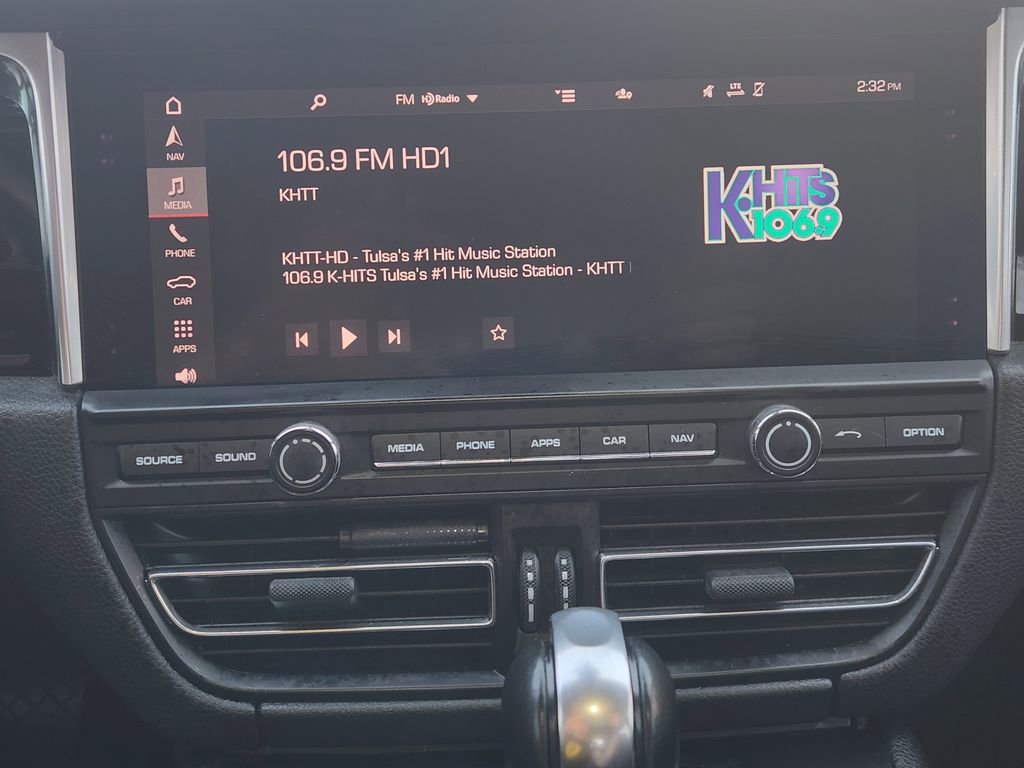 FM HD Radio
LTE
2:32 PM
NAV
MEDIA
PHONE
CAR
APPS
106.9 FM HD1
KHTT
KHTT-HD - Tulsa's #1 Hit Music Station
106.9 K-HITS Tulsa's #1 Hit Music Station - KHTT
K·HITS
106.9
SOURCE
SOUND
MEDIA
PHONE
APPS
CAR
NAV
OPTION